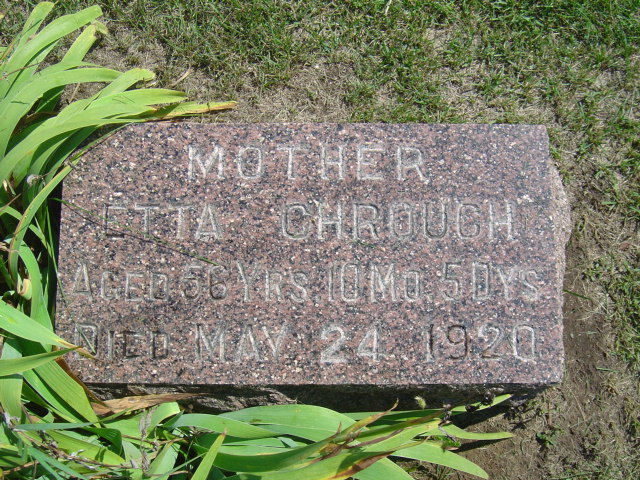 MOTHER
ETTA CHROUCH
AGED 56 YRS. 10 MO. 5 DYS.
DIED MAY 24 1920